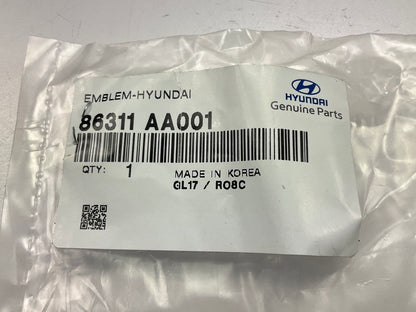 EMBLEM-HYUNDAI
HYUNDAI
Genuine Parts
86311 AA001
QTY: 1
MADE IN KOREA
GL17 / R08C